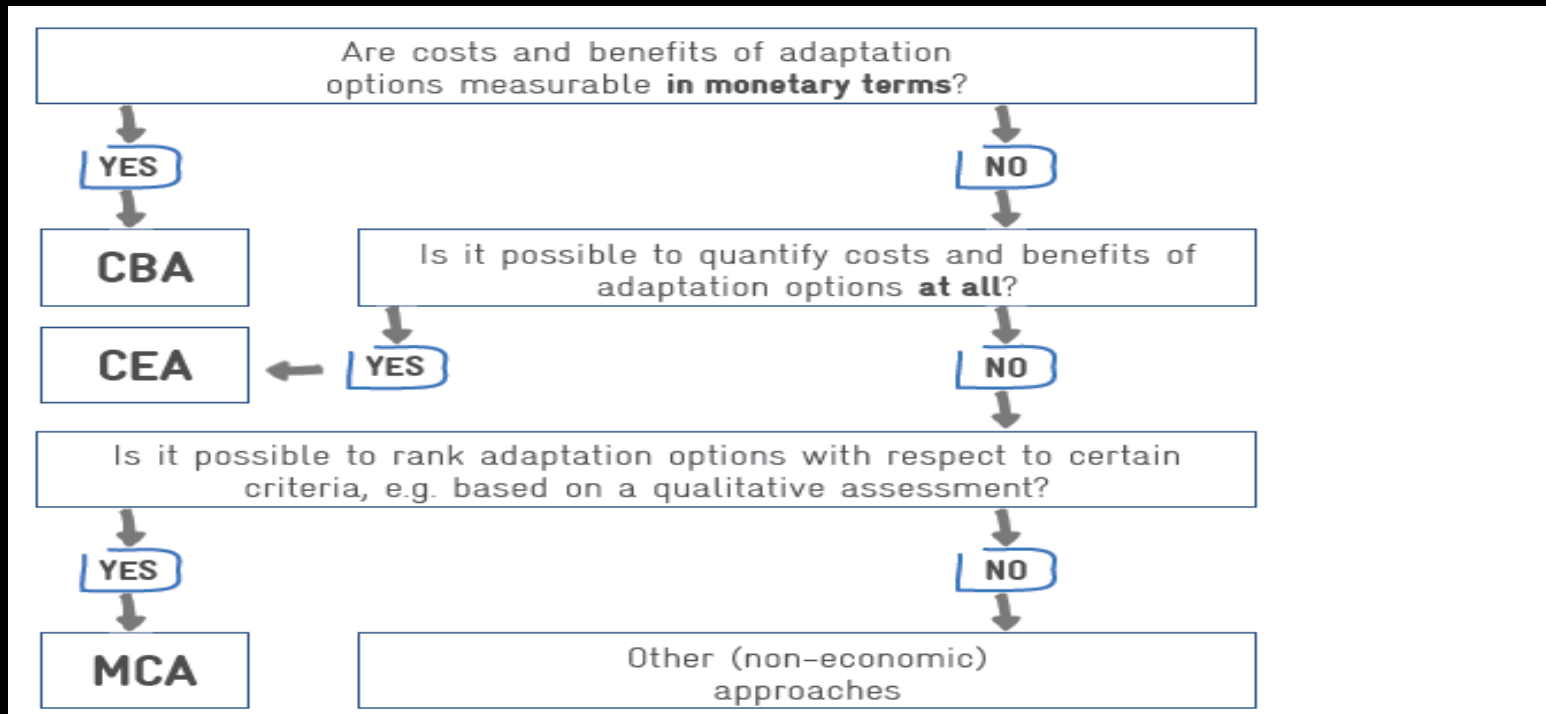 Are costs and benefits of adaptation
options measurable in monetary terms?
YES
NO
CBA
Is it possible to quantify costs and benefits of
adaptation options at all?
CEA
YES
NO
Is it possible to rank adaptation options with respect to certain
criteria, e.g. based on a qualitative assessment?
YES
NO
MCA
Other (non-economic)
approaches